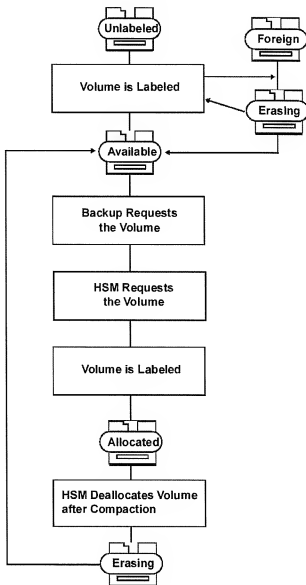 Unlabeled
Foreign
Volume is Labeled
Erasing
Available
Backup Requests
the Volume
HSM Requests
the Volume
Volume is Labeled
Allocated
HSM Deallocates Volume
after Compaction
Erasing